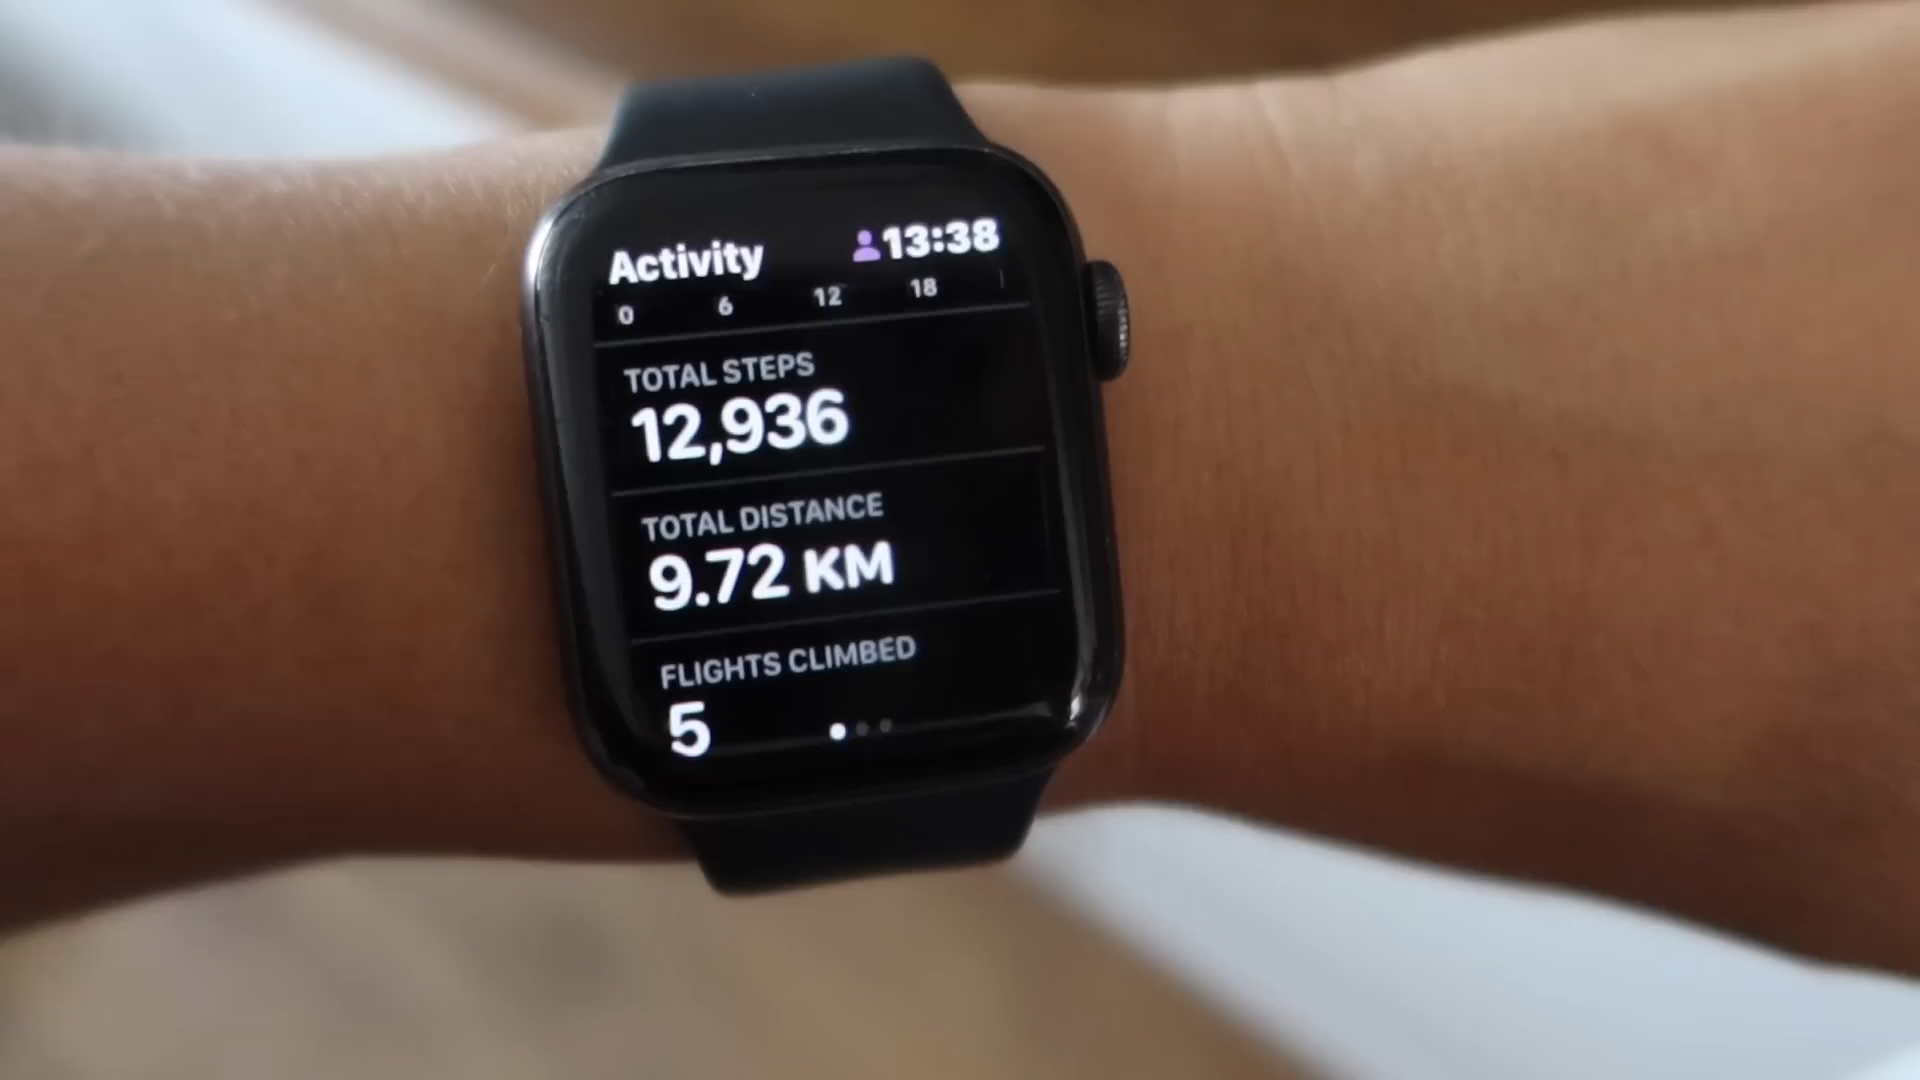 Activity 13:38
0 6 12 18
TOTAL STEPS
12,936
TOTAL DISTANCE
9.72 KM
FLIGHTS CLIMBED
5